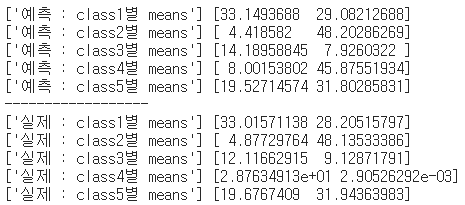 ['예측 : class1별 means'] [33.1493688 29.08212688]
['예측 : class2별 means'] [ 4.418582 48.20286269]
['예측 : class3별 means'] [14.18958845 7.9260322 ]
['예측 : class4별 means'] [ 8.00153802 45.87551934]
['예측 : class5별 means'] [19.52714574 31.80285831]
------------------
['실제 : class1별 means'] [33.01571138 28.20515797]
['실제 : class2별 means'] [ 4.87729764 48.13533386]
['실제 : class3별 means'] [12.11662915 9.12871791]
['실제 : class4별 means'] [2.87634913e+01 2.90526292e-03]
['실제 : class5별 means'] [19.6767409 31.94363983]